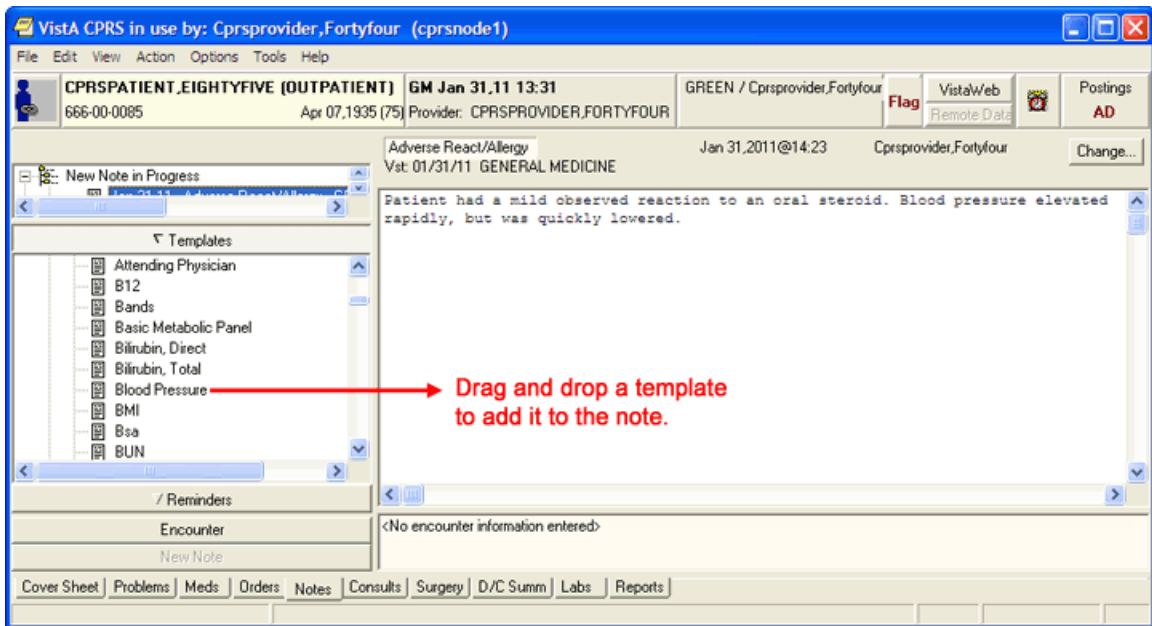 VistA CPRS in use by: Cprsprovider,Fortyfour (cprsnode1)
File Edit View Action Options Tools Help
CPRSPATIENT,EIGHTYFIVE (OUTPATIENT)
666-00-0085 Apr 07,1935 (75)
GM Jan 31,11 13:31
Provider: CPRSPROVIDER,FORTYFOUR
GREEN / Cprsprovider,Fortyfour
Flag
VistaWeb
Remote Data
Postings
AD
New Note in Progress
Jan 31,11 Adverse React/Allergy
Adverse React/Allergy Jan 31,2011@14:23 Cprsprovider,Fortyfour
Vst: 01/31/11 GENERAL MEDICINE
Change...
Templates
Attending Physician
B12
Bands
Basic Metabolic Panel
Bilirubin, Direct
Bilirubin, Total
Blood Pressure
BMI
Bsa
BUN
Patient had a mild observed reaction to an oral steroid. Blood pressure elevated
rapidly, but was quickly lowered.
Drag and drop a template
to add it to the note.
/ Reminders
Encounter
New Note
<No encounter information entered>
Cover Sheet Problems Meds Orders Notes Consults Surgery D/C Summ Labs Reports